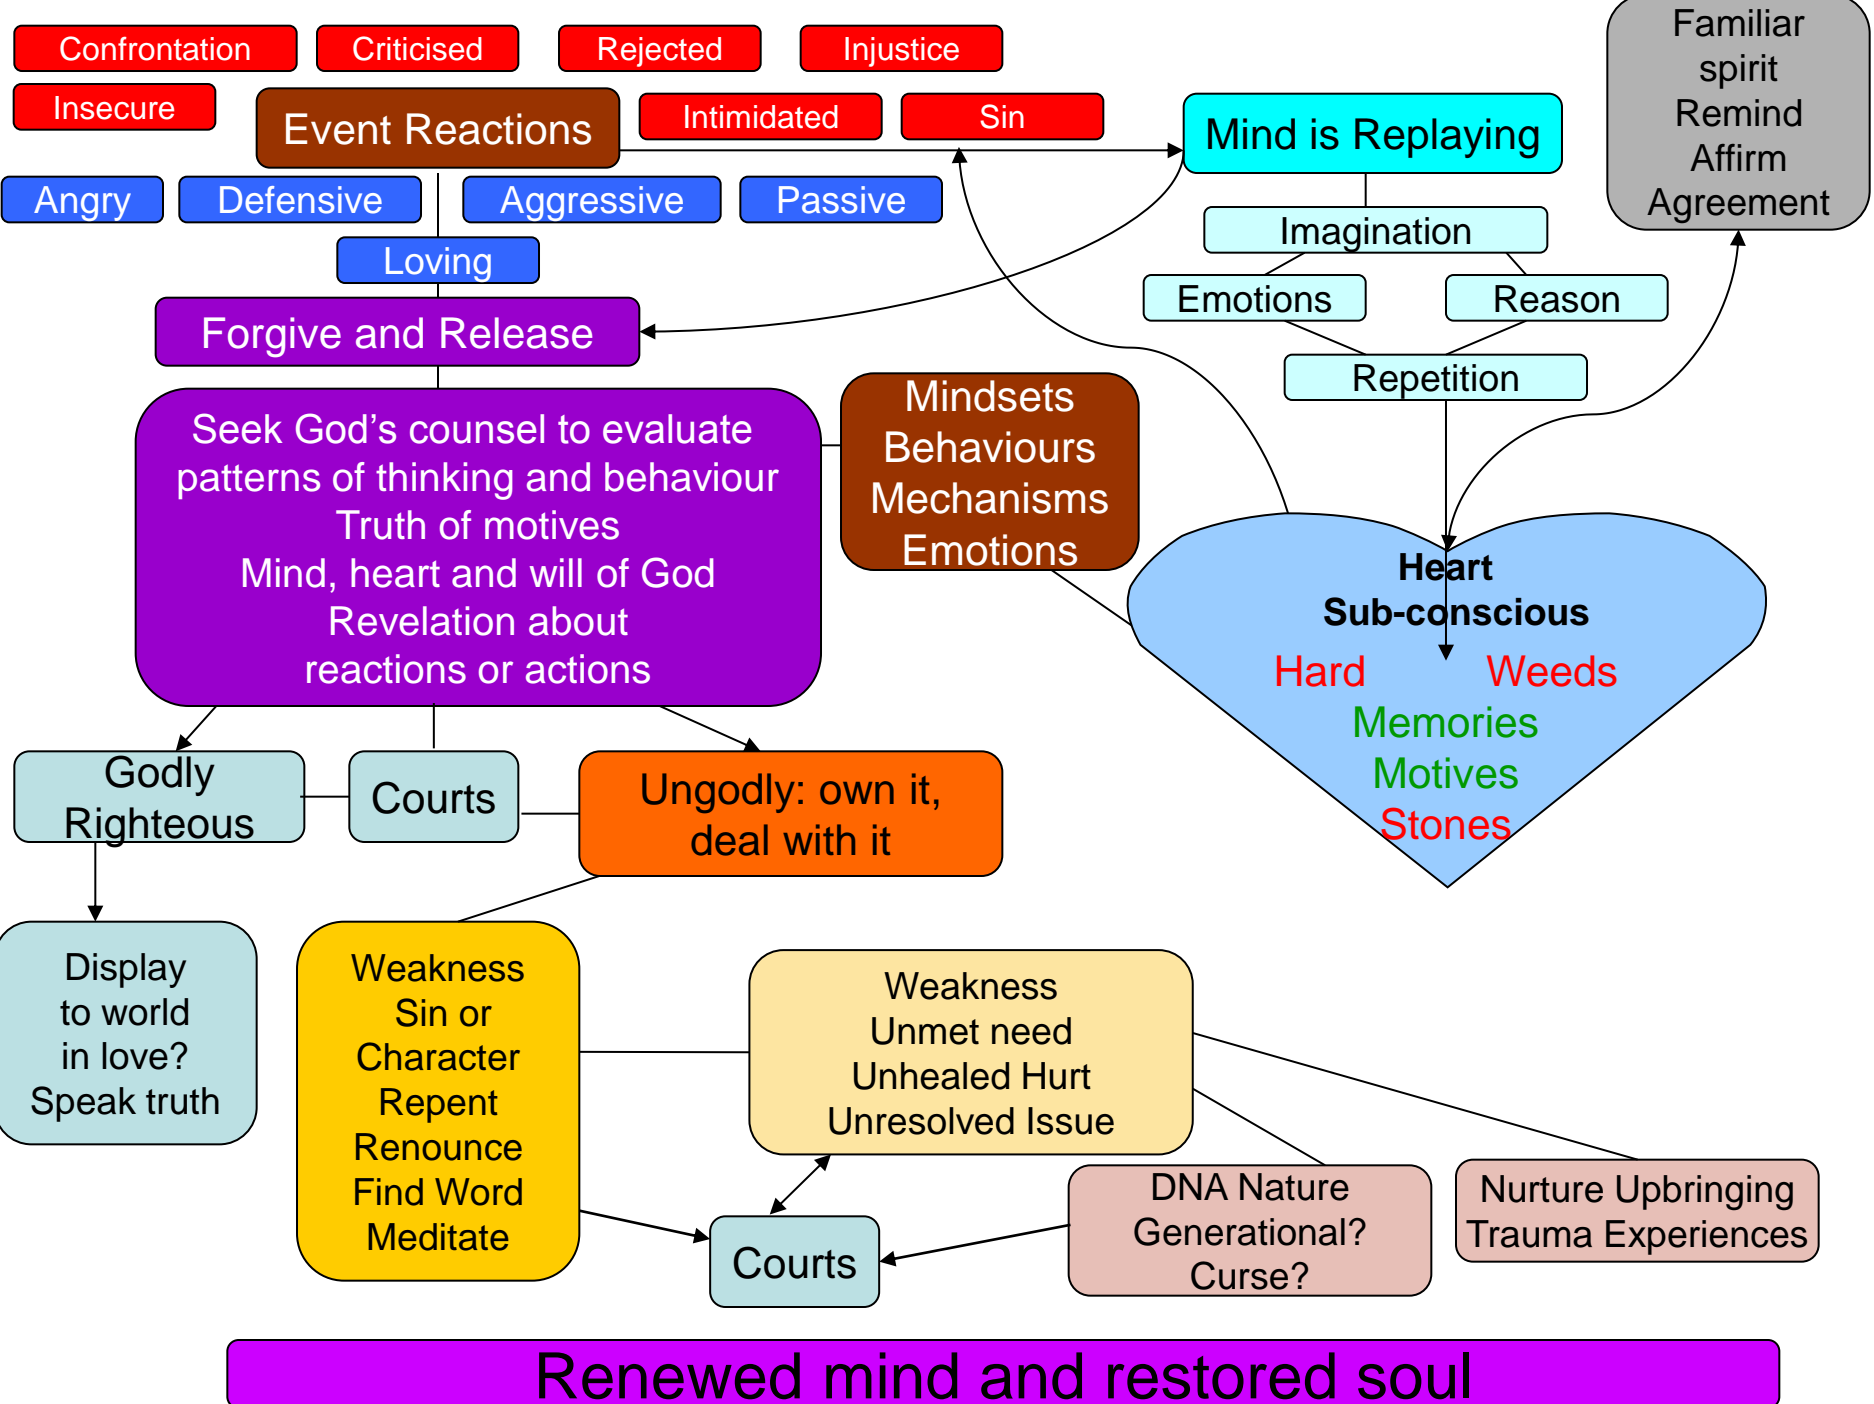 Confrontation
Criticised
Rejected
Injustice
Insecure
Event Reactions
Intimidated
Sin
Mind is Replaying
Familiar
spirit
Remind
Affirm
Agreement
Angry
Defensive
Aggressive
Passive
Loving
Imagination
Emotions
Reason
Repetition
Forgive and Release
Seek God's counsel to evaluate
patterns of thinking and behaviour
Truth of motives
Mind, heart and will of God
Revelation about
reactions or actions
Mindsets
Behaviours
Mechanisms
Emotions
Heart
Sub-conscious
Hard
Weeds
Memories
Motives
Stones
Godly
Righteous
Courts
Ungodly: own it,
deal with it
Display
to world
in love?
Speak truth
Weakness
Sin or
Character
Repent
Renounce
Find Word
Meditate
Weakness
Unmet need
Unhealed Hurt
Unresolved Issue
Courts
DNA Nature
Generational?
Curse?
Nurture Upbringing
Trauma Experiences
Renewed mind and restored soul